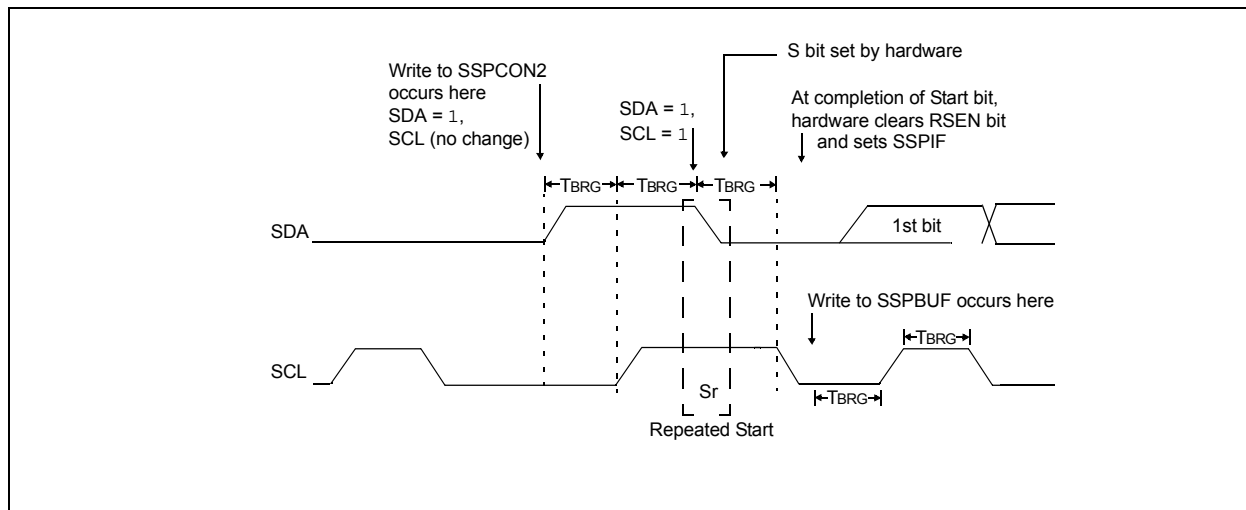 S bit set by hardware
Write to SSPCON2
occurs here
SDA = 1,
SCL (no change)
SDA = 1,
SCL = 1
At completion of Start bit,
hardware clears RSEN bit
and sets SSPIF
TBRG TBRG TBRG
SDA
1st bit
Write to SSPBUF occurs here
TBRG
SCL
Sr
TBRG
Repeated Start